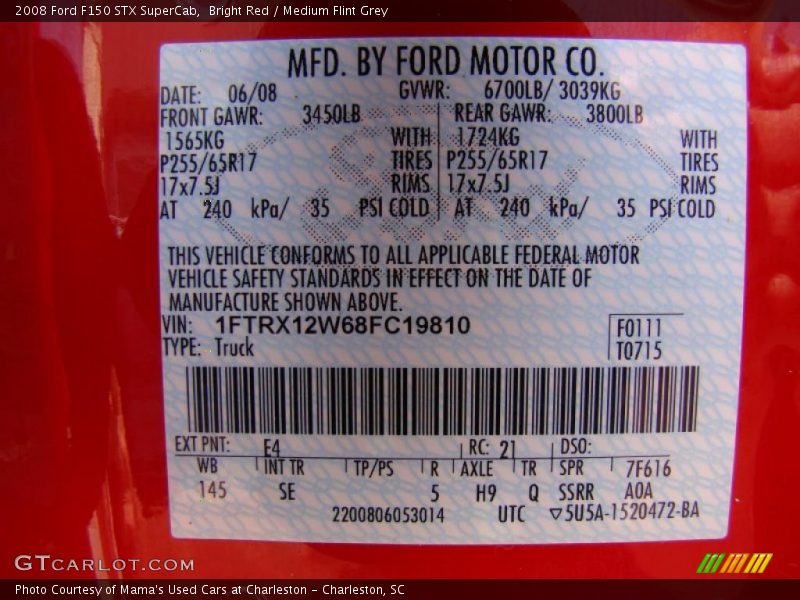 2008 Ford F150 STX SuperCab, Bright Red / Medium Flint Grey
MFD. BY FORD MOTOR CO.
DATE: 06/08 GVWR: 6700LB/ 3039KG
FRONT GAWR: 3450LB REAR GAWR: 3800LB
1565KG WITH 1724KG WITH
P255/65R17 TIRES P255/65R17 TIRES
17x7.5J RIMS 17x7.5J RIMS
AT 240 kPa/ 35 PSI COLD AT 240 kPa/ 35 PSI COLD
THIS VEHICLE CONFORMS TO ALL APPLICABLE FEDERAL MOTOR
VEHICLE SAFETY STANDARDS IN EFFECT ON THE DATE OF
MANUFACTURE SHOWN ABOVE.
VIN: 1FTRX12W68FC19810 F0111
TYPE: Truck T0715
EXT PNT: E4 RC: 21 DSO:
WB INT TR TP/PS R AXLE TR SPR 7F616
145 SE 5 H9 Q SSRR A0A
2200806053014 UTC ▽5U5A-1520472-BA
GTCARLOT.COM
Photo Courtesy of Mama's Used Cars at Charleston - Charleston, SC